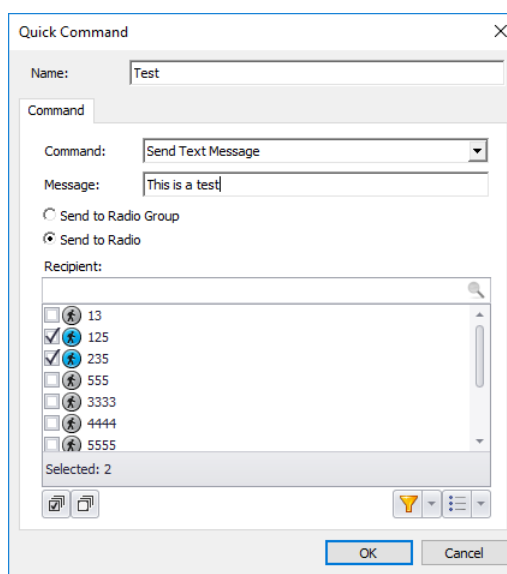 Quick Command
Name: Test
Command
Command: Send Text Message
Message: This is a test
Send to Radio Group
Send to Radio
Recipient:
13
125
235
555
3333
4444
5555
Selected: 2
OK Cancel